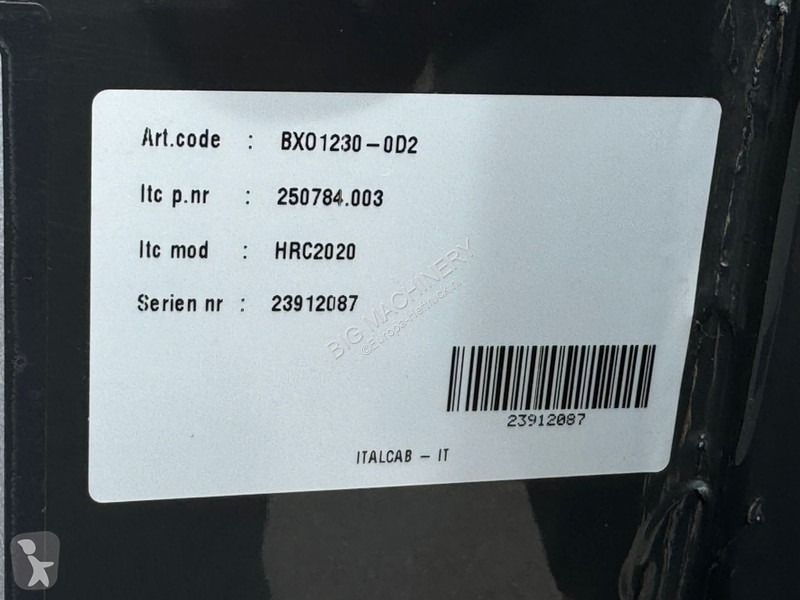 Art.code : BX01230-0D2
Itc p.nr : 250784.003
Itc mod : HRC2020
Serien nr : 23912087
BIG MACHINERY
23912087
ITALCAB - IT